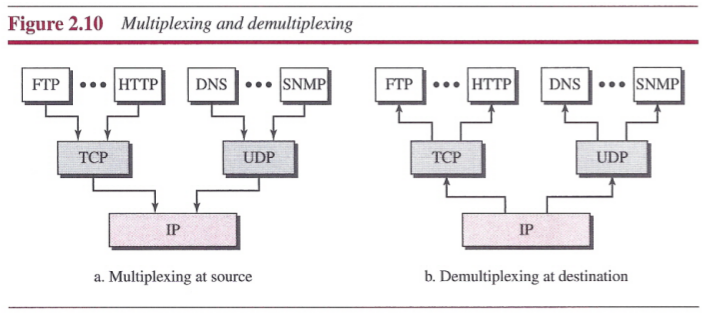 Figure 2.10 Multiplexing and demultiplexing
FTP ••• HTTP DNS ••• SNMP FTP ••• HTTP DNS ••• SNMP
TCP UDP TCP UDP
IP IP
a. Multiplexing at source b. Demultiplexing at destination